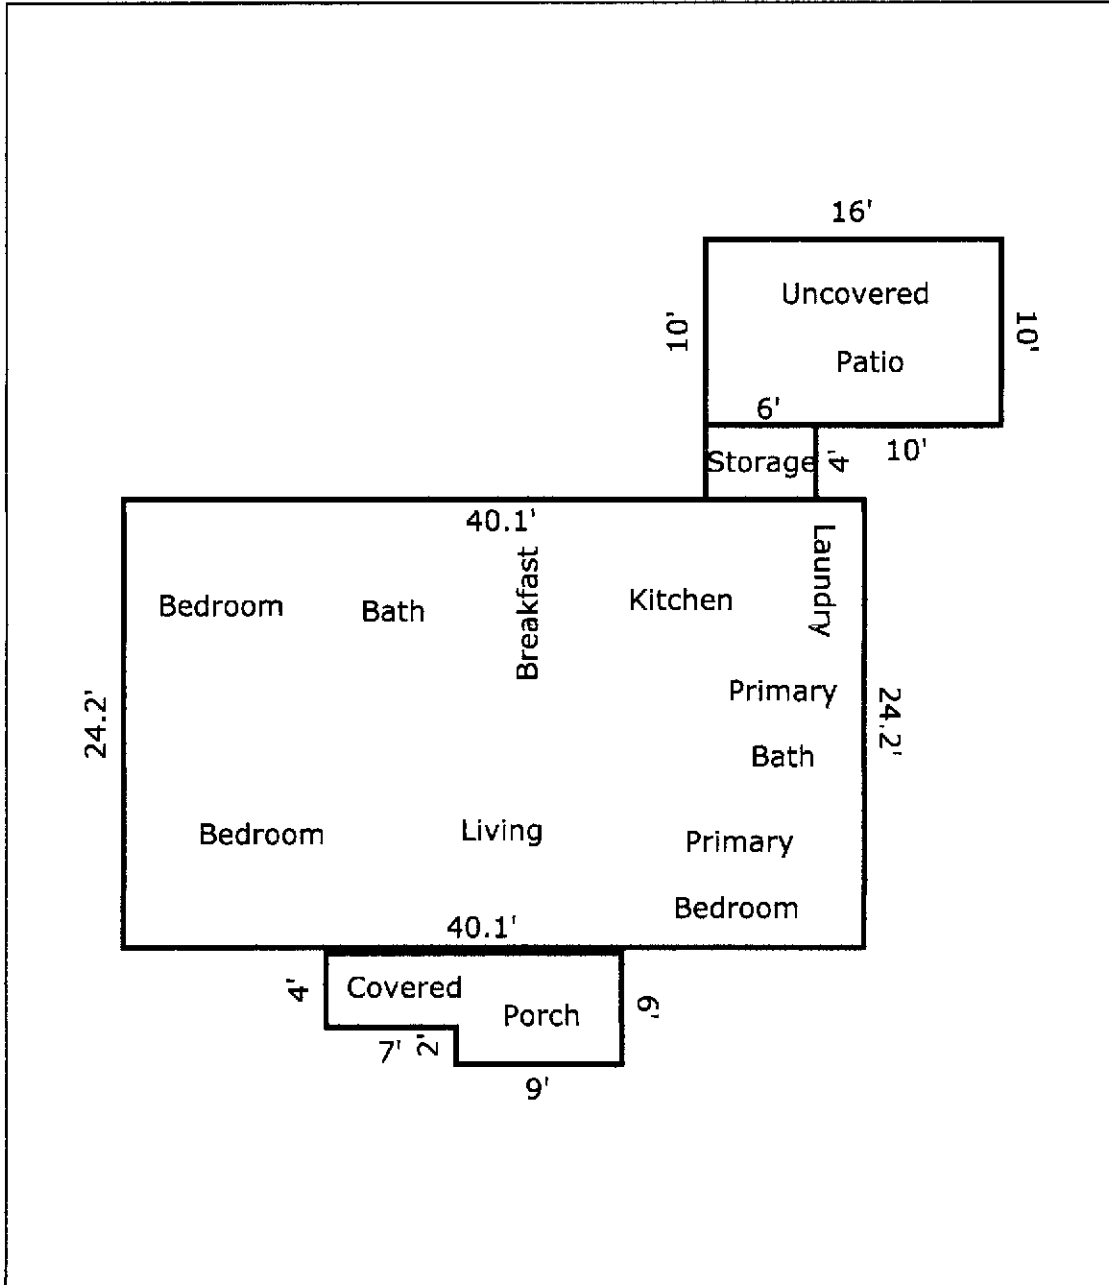 16'
Uncovered
10'
10'
Patio
6'
Storage
4'
10'
40.1'
Laundry
Breakfast
Bedroom
Bath
Kitchen
Primary
24.2'
24.2'
Bath
Bedroom
Living
Primary
Bedroom
40.1'
4'
Covered
Porch
6'
7'
2'
9'